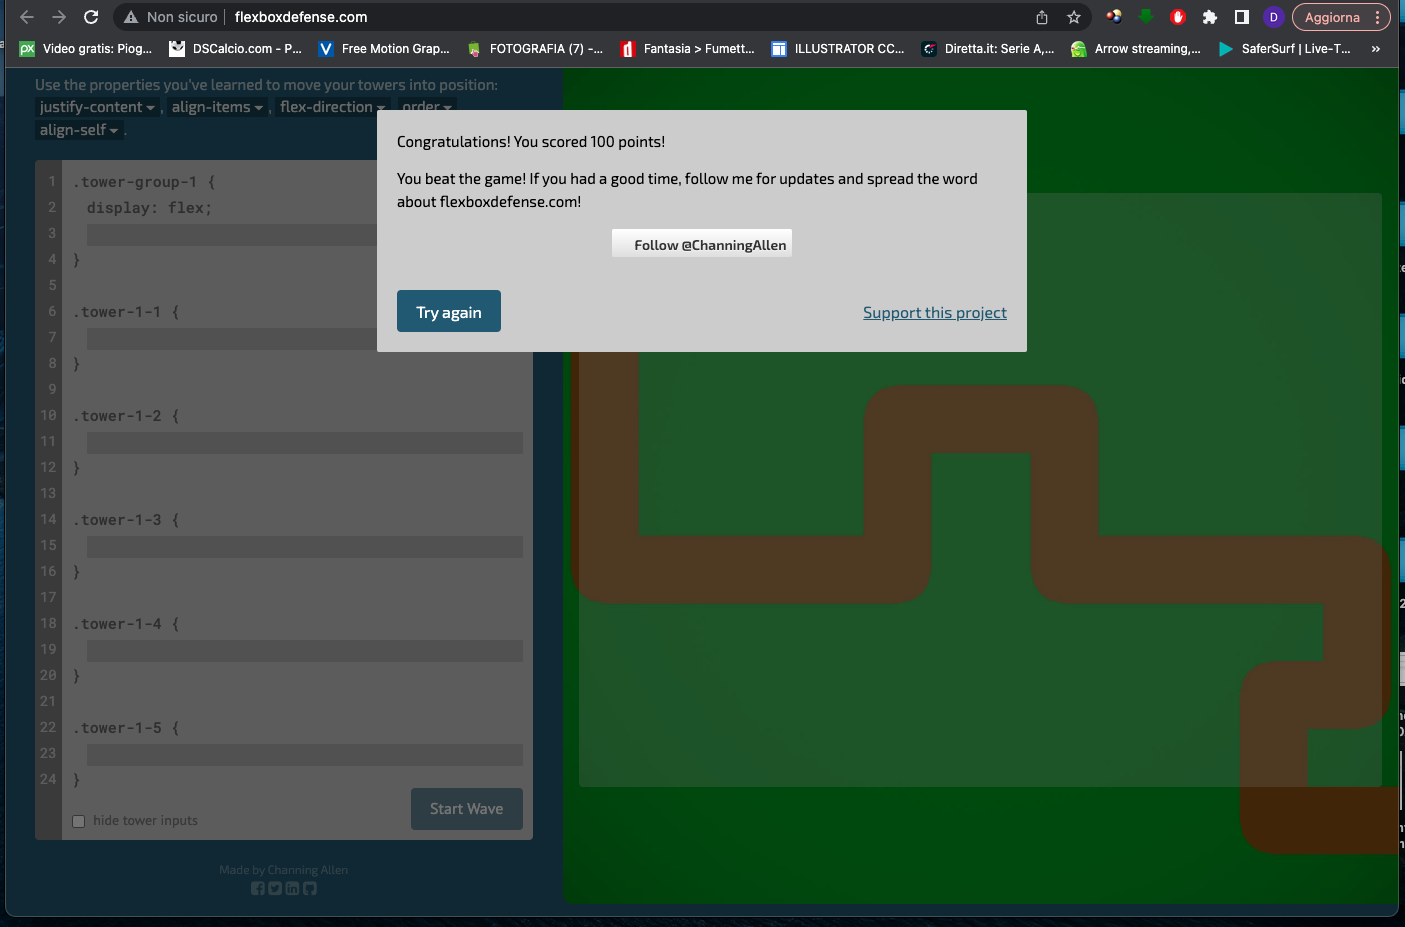 Non sicuro flexboxdefense.com D Aggiorna
Video gratis: Piog... DSCalcio.com - P... V Free Motion Grap... FOTOGRAFIA (7) -... d Fantasia > Fumett... ILLUSTRATOR CC... Diretta.it: Serie A,... Arrow streaming,... SaferSurf | Live-T... »
Use the properties you've learned to move your towers into position:
justify-content , align-items , flex-direction , order
align-self .
Congratulations! You scored 100 points!
You beat the game! If you had a good time, follow me for updates and spread the word
about flexboxdefense.com!
Follow @ChanningAllen
Try again Support this project
1 .tower-group-1 {
2 display: flex;
3
4 }
5
6 .tower-1-1 {
7
8 }
9
10 .tower-1-2 {
11
12 }
13
14 .tower-1-3 {
15
16 }
17
18 .tower-1-4 {
19
20 }
21
22 .tower-1-5 {
23
24 }
hide tower inputs Start Wave
Made by Channing Allen